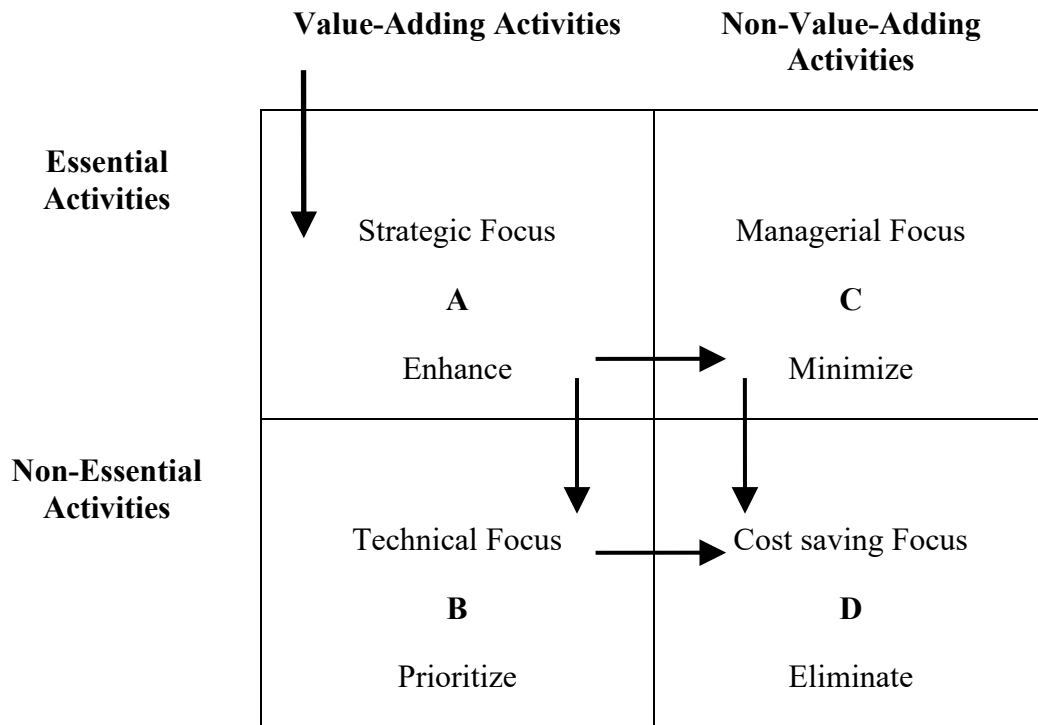 Value-Adding Activities
Non-Value-Adding
Activities
Essential
Activities
Strategic Focus
A
Enhance
Managerial Focus
C
Minimize
Non-Essential
Activities
Technical Focus
B
Prioritize
Cost saving Focus
D
Eliminate